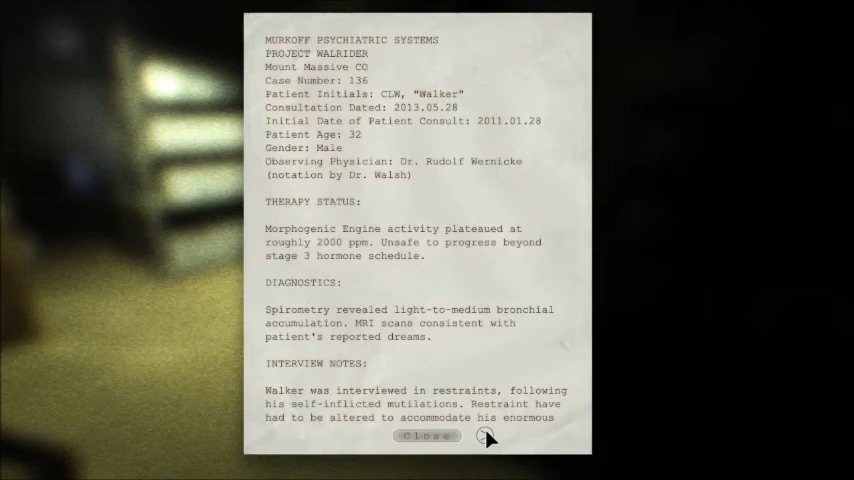 MURKOFF PSYCHIATRIC SYSTEMS
PROJECT WALRIDER
Mount Massive CO
Case Number: 136
Patient Initials: CLW, "Walker"
Consultation Dated: 2013.05.28
Initial Date of Patient Consult: 2011.01.28
Patient Age: 32
Gender: Male
Observing Physician: Dr. Rudolf Wernicke
(notation by Dr. Walsh)
THERAPY STATUS:
Morphogenic Engine activity plateaued at
roughly 2000 ppm. Unsafe to progress beyond
stage 3 hormone schedule.
DIAGNOSTICS:
Spirometry revealed light-to-medium bronchial
accumulation. MRI scans consistent with
patient's reported dreams.
INTERVIEW NOTES:
Walker was interviewed in restraints, following
his self-inflicted mutilations. Restraint have
had to be altered to accommodate his enormous
Close